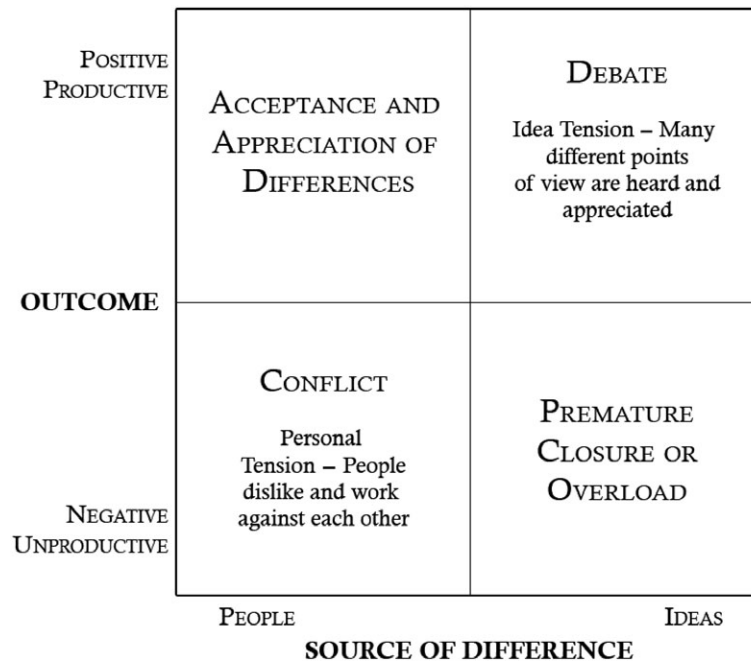 POSITIVE
PRODUCTIVE
ACCEPTANCE AND
APPRECIATION OF
DIFFERENCES
DEBATE
Idea Tension – Many
different points
of view are heard and
appreciated
OUTCOME
CONFLICT
Personal
Tension – People
dislike and work
against each other
PREMATURE
CLOSURE OR
OVERLOAD
NEGATIVE
UNPRODUCTIVE
PEOPLE
IDEAS
SOURCE OF DIFFERENCE